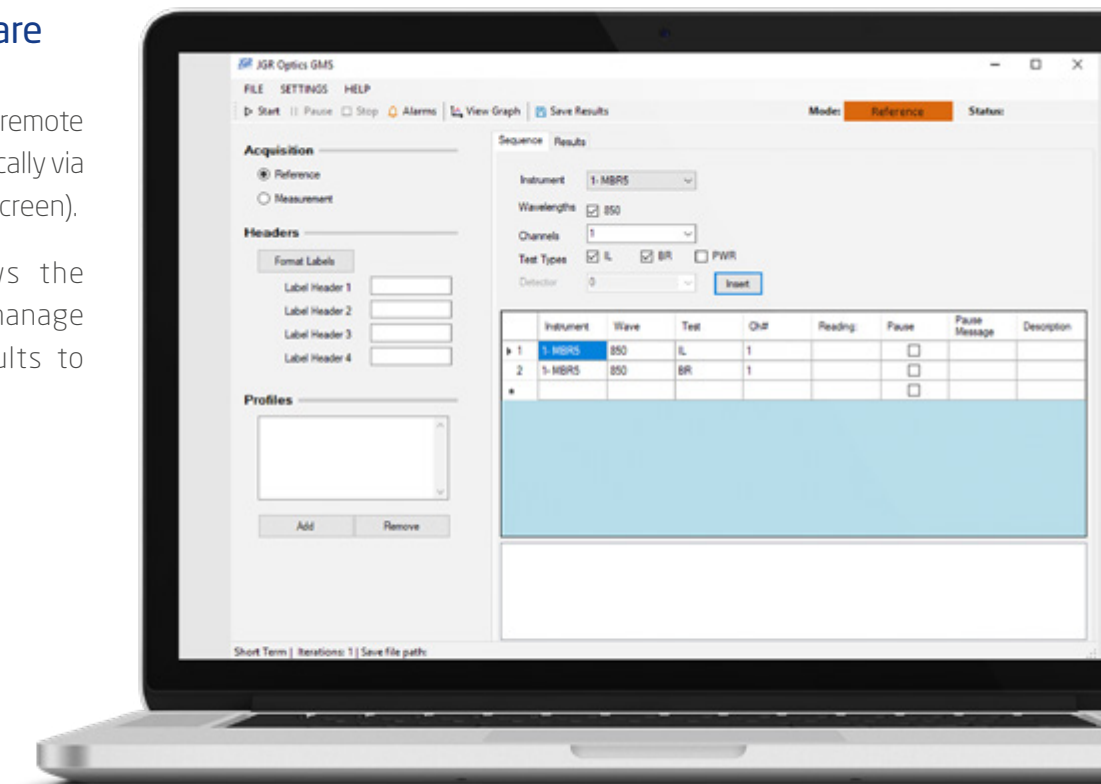 are
remote
cally via
creen).
ws the
manage
ults to
JGR Optics GMS
FILE SETTINGS HELP
Start Pause Stop Alarms View Graph Save Results Mode: Reference Status:
Acquisition
Reference
Measurement
Headers
Format Labels
Label Header 1
Label Header 2
Label Header 3
Label Header 4
Profiles
Add Remove
Sequence Results
Instrument 1- MBR5
Wavelengths 850
Channels 1
Test Types IL BR PWR
Detector 0 Insert
Instrument Wave Test Ch# Reading: Pause Pause Message Description
1 1- MBR5 850 IL 1
2 1- MBR5 850 BR 1
Short Term | Iterations: 1 | Save file path: